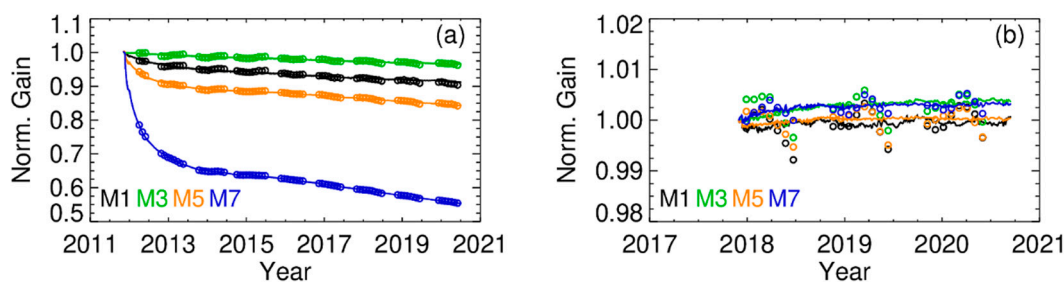 (a)
Norm. Gain
1.1
1.0
0.9
0.8
0.7
0.6
0.5
M1 M3 M5 M7
2011 2013 2015 2017 2019 2021
Year
(b)
Norm. Gain
1.02
1.01
1.00
0.99
0.98
M1 M3 M5 M7
2017 2018 2019 2020 2021
Year